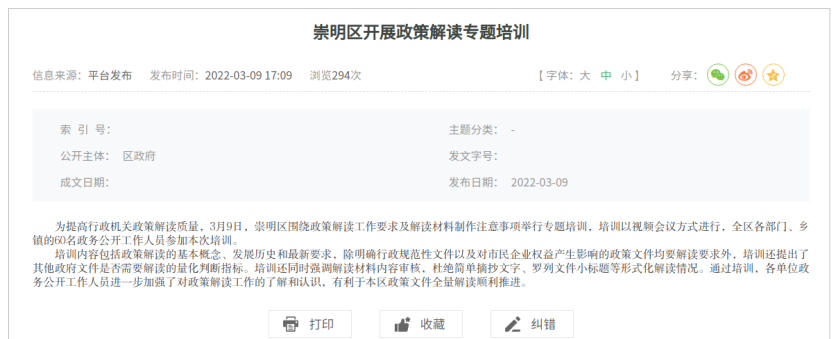 崇明区开展政策解读专题培训
信息来源：平台发布 发布时间：2022-03-09 17:09 浏览294次 【 字体：大 中 小 】 分享：
索 引 号： 主题分类： -
公开主体： 区政府 发文字号：
成文日期： 发布日期： 2022-03-09
为提高行政机关政策解读质量，3月9日，崇明区围绕政策解读工作要求及解读材料制作注意事项举行专题培训，培训以视频会议方式进行，全区各部门、乡
镇的60名政务公开工作人员参加本次培训。
培训内容包括政策解读的基本概念、发展历史和最新要求，除明确行政规范性文件以及对市民企业权益产生影响的政策文件均要解读要求外，培训还提出了
其他政府文件是否需要解读的量化判断指标。培训还同时强调解读材料内容审核，杜绝简单摘抄文字、罗列文件小标题等形式化解读情况。通过培训，各单位政
务公开工作人员进一步加强了对政策解读工作的了解和认识，有利于本区政策文件全量解读顺利推进。
打印 收藏 纠错